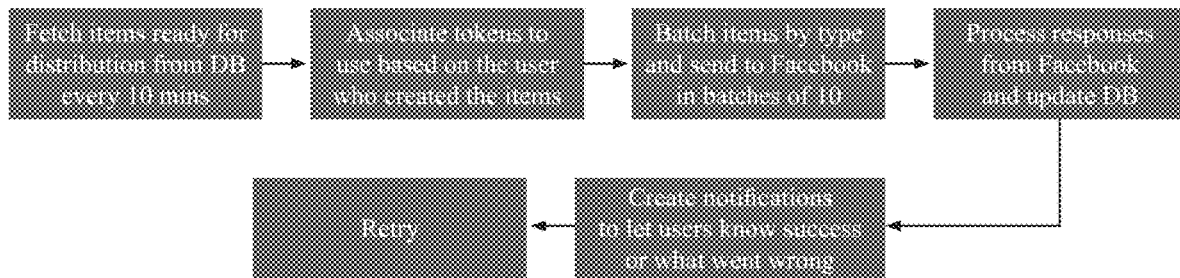 Fetch items ready for
distribution from DB
every 10 mins
Associate tokens to
use based on the user
who created the items
Batch items by type
and send to Facebook
in batches of 10
Process responses
from Facebook
and update DB
Create notifications
to let users know success
or what went wrong
Retry